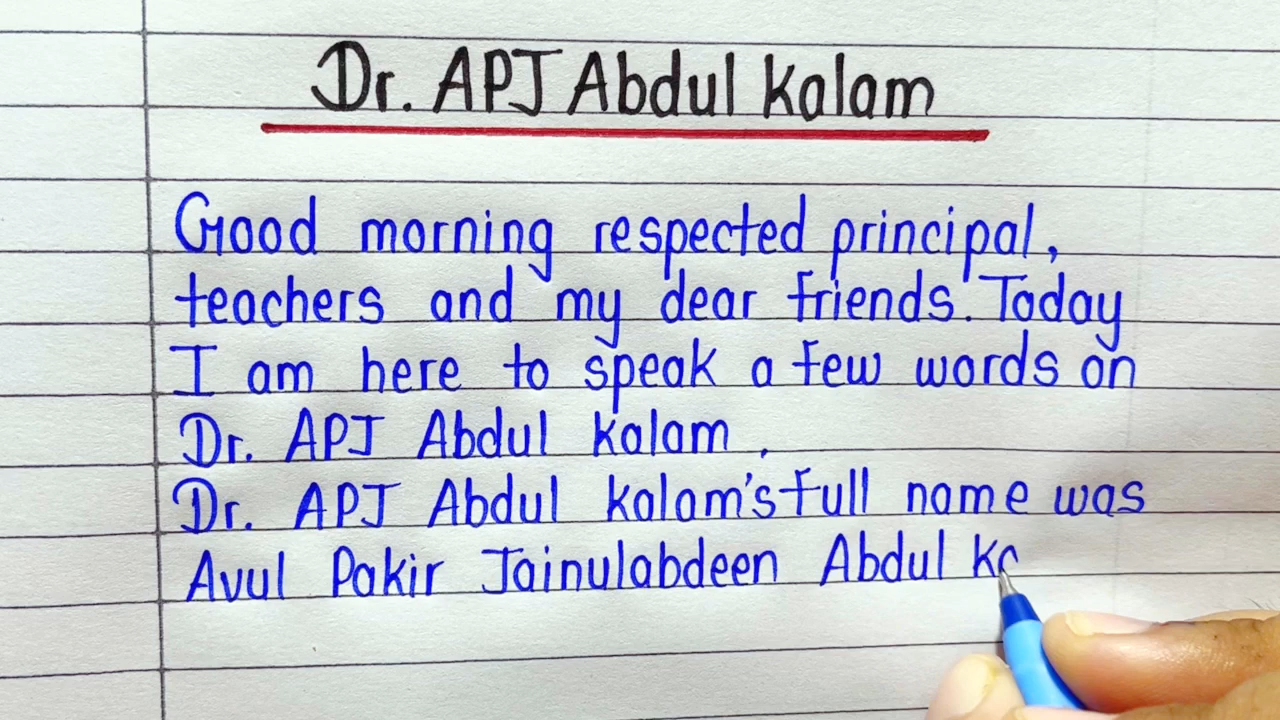 Dr. APJ Abdul Kalam
Good morning respected principal,
teachers and my dear friends. Today
I am here to speak a few words on
Dr. APJ Abdul Kalam.
Dr. APJ Abdul Kalam's full name was
Avul Pakir Jainulabdeen Abdul Ka